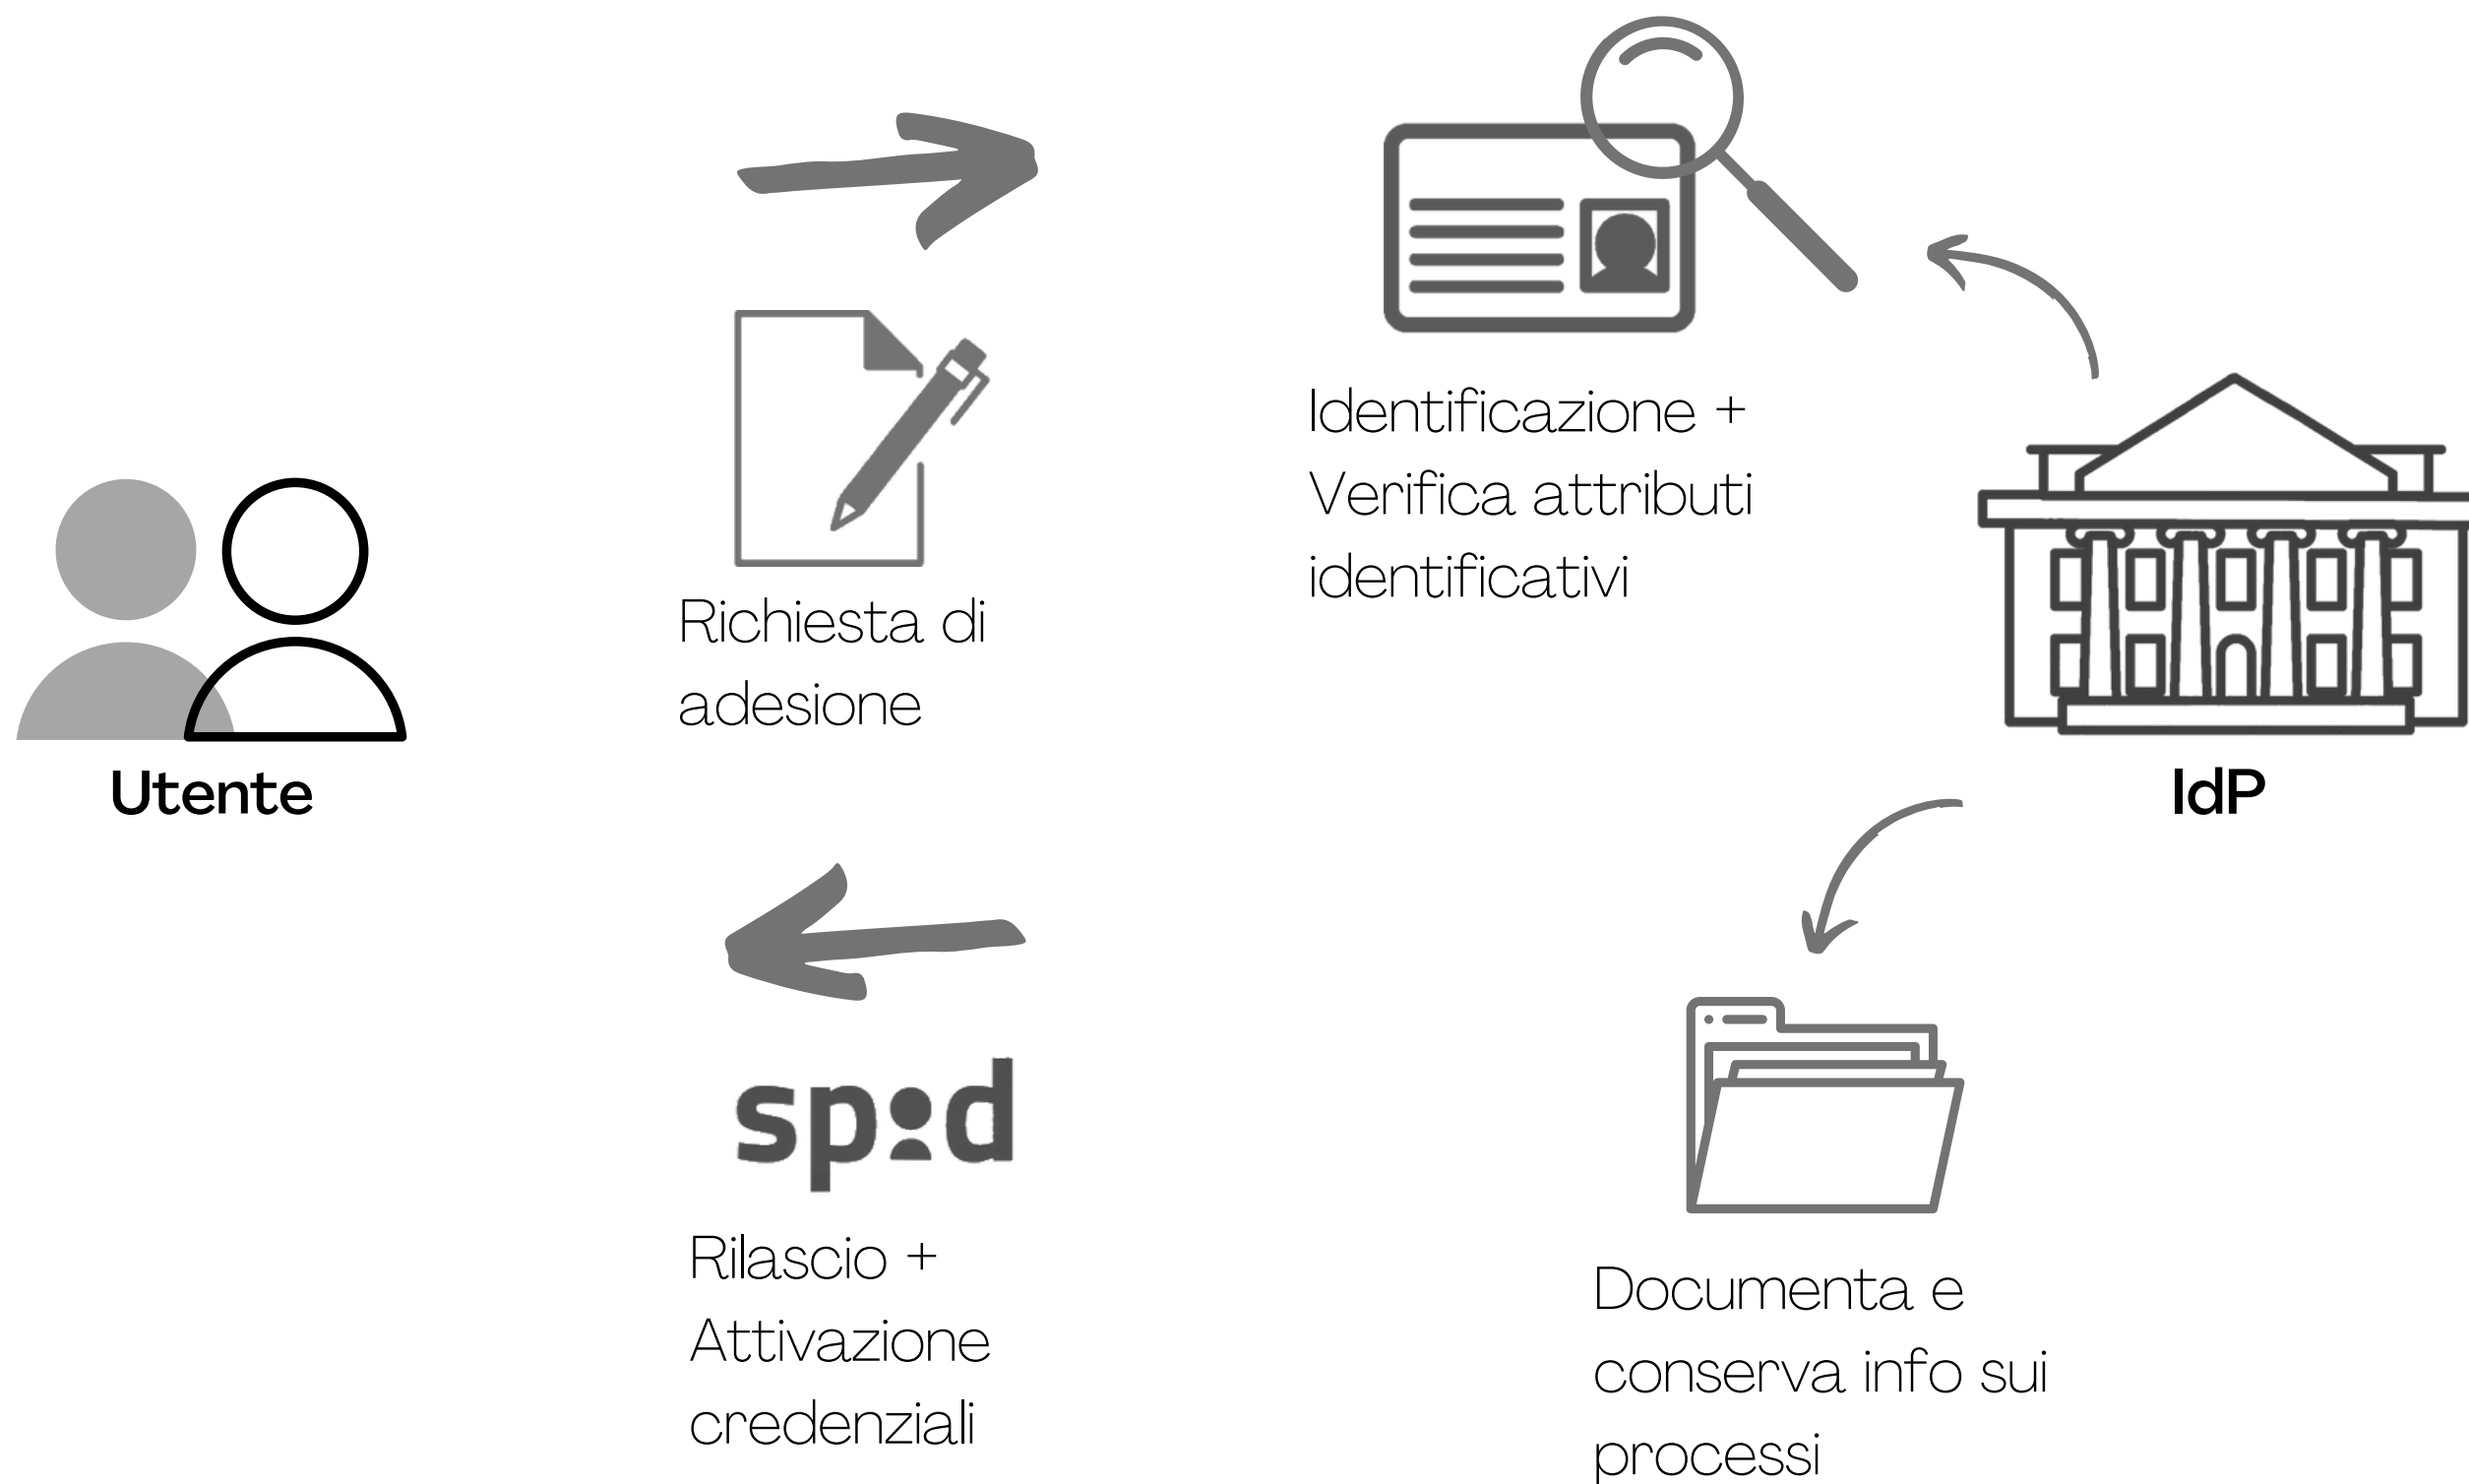 Identificazione +
Verifica attributi
identificativi
Richiesta di
adesione
Utente
IdP
spid
Rilascio +
Attivazione
credenziali
Documenta e
conserva info sui
processi